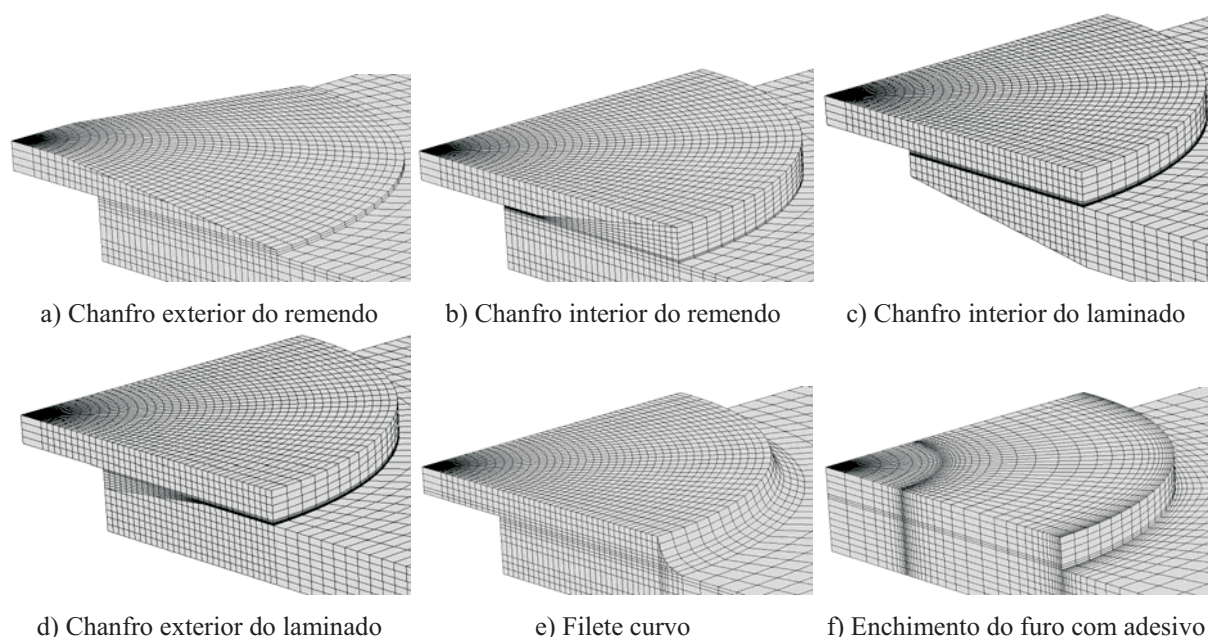 a) Chanfro exterior do remendo
b) Chanfro interior do remendo
c) Chanfro interior do laminado
d) Chanfro exterior do laminado
e) Filete curvo
f) Enchimento do furo com adesivo